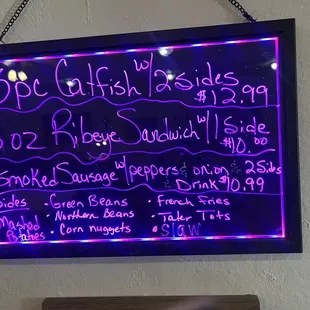 pc Catfish w/ 2 sides
$12.99
oz Ribeye Sandwich w/ 1 Side
$10.00
Smoked Sausage w/ peppers & onion & 2 Sides
& Drink $10.99
Sides
• Green Beans
• French Fries
• Northern Beans
• Tater Tots
Mashed Potatoes
• Corn nuggets
• Slaw